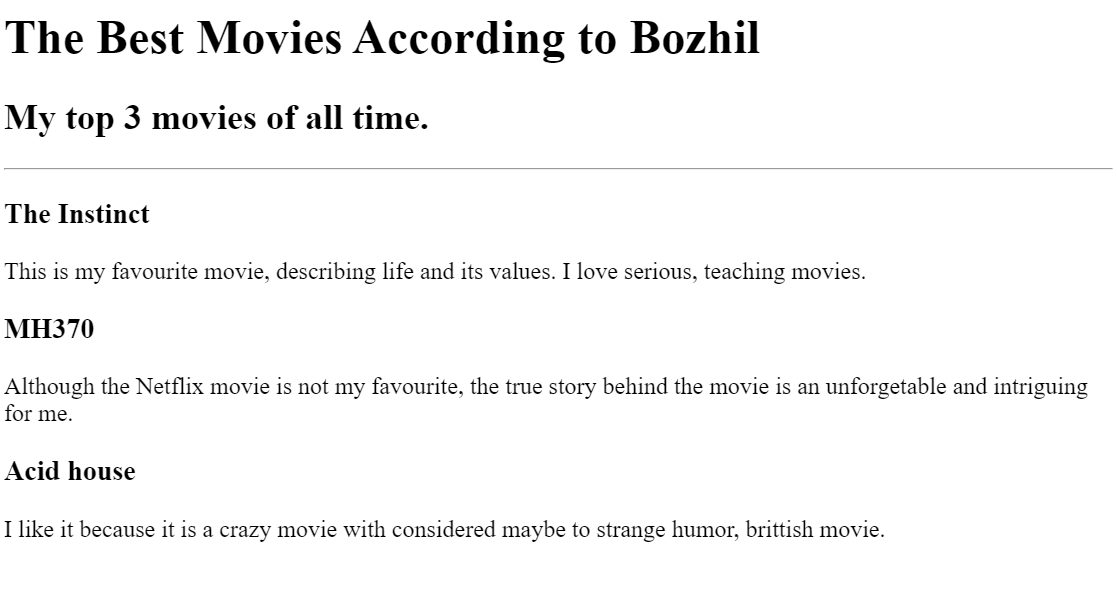 The Best Movies According to Bozhil
My top 3 movies of all time.
The Instinct
This is my favourite movie, describing life and its values. I love serious, teaching movies.
MH370
Although the Netflix movie is not my favourite, the true story behind the movie is an unforgetable and intriguing
for me.
Acid house
I like it because it is a crazy movie with considered maybe to strange humor, brittish movie.